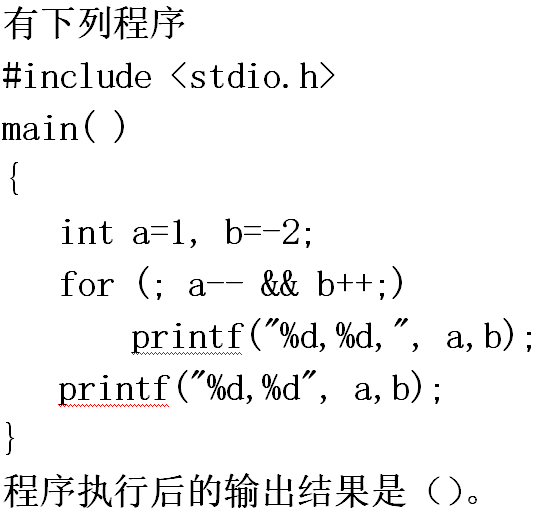 有下列程序
#include <stdio.h>
main( )
{
int a=1, b=-2;
for (; a-- && b++;)
printf("%d,%d,", a,b);
printf("%d,%d", a,b);
}
程序执行后的输出结果是（）。